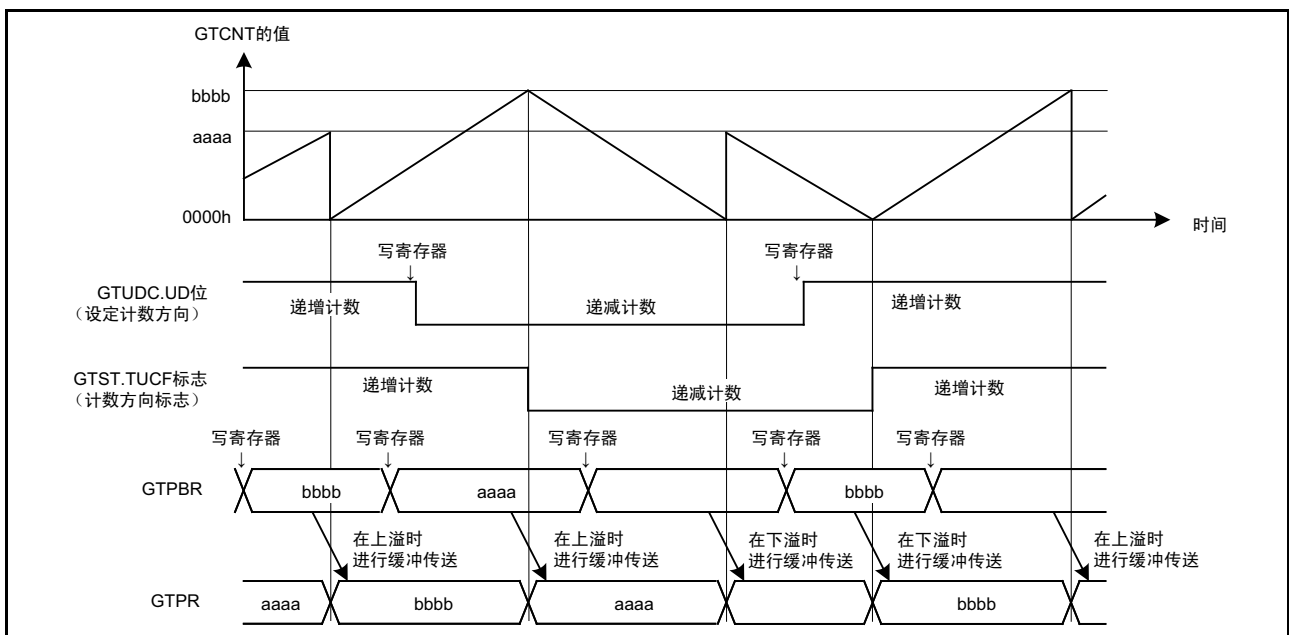 GTCNT的值
bbbb
aaaa
0000h
时间
写寄存器 写寄存器
↓ ↓
GTUDC.UD位
（设定计数方向）
递增计数 递减计数 递增计数
GTST.TUCF标志
（计数方向标志）
递增计数 递减计数 递增计数
写寄存器 写寄存器 写寄存器 写寄存器 写寄存器
↓ ↓ ↓ ↓ ↓
GTPBR bbbb aaaa bbbb
在上溢时 在上溢时 在下溢时 在下溢时 在上溢时
进行缓冲传送 进行缓冲传送 进行缓冲传送 进行缓冲传送 进行缓冲传送
GTPR aaaa bbbb aaaa bbbb